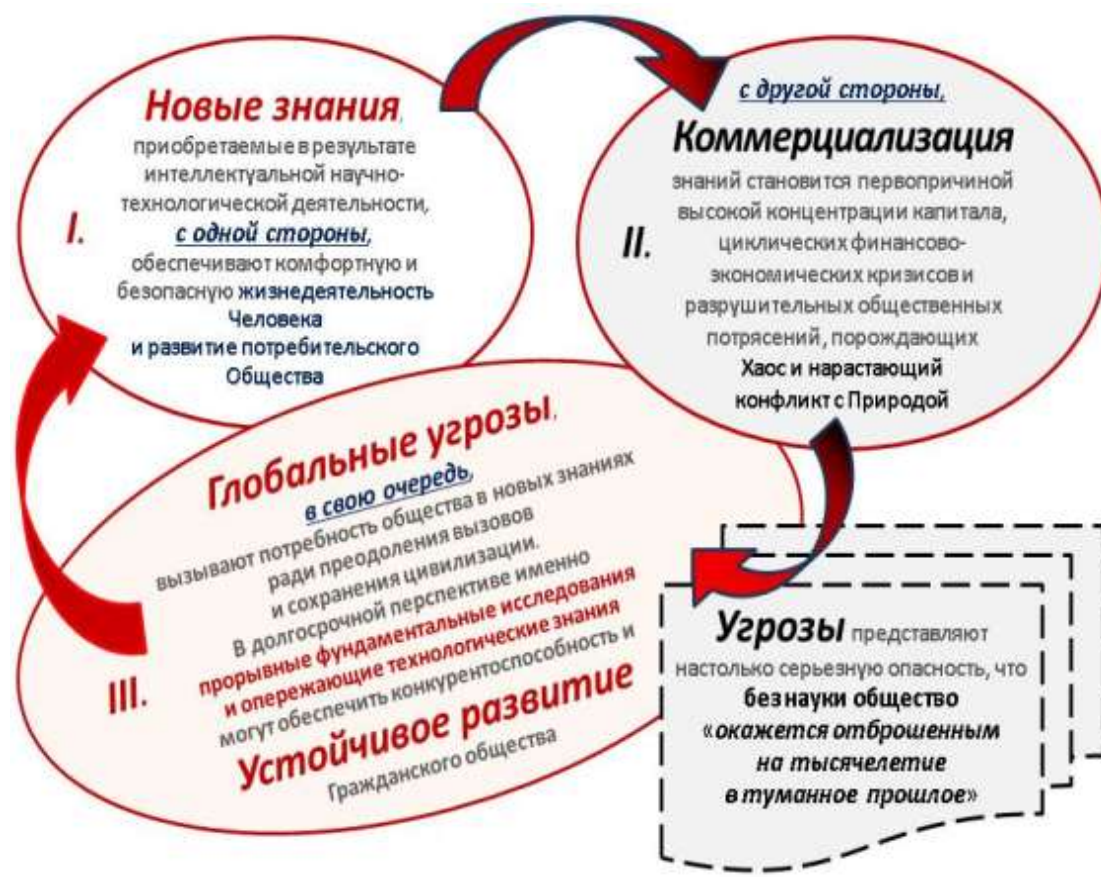 Новые знания,
приобретаемые в результате
интеллектуальной научно-
технологической деятельности,
I.
с одной стороны,
обеспечивают комфортную и
безопасную жизнедеятельность
Человека
и развитие потребительского
Общества
с другой стороны,
Коммерциализация
знаний становится первопричиной
высокой концентрации капитала,
II.
циклических финансово-
экономических кризисов и
разрушительных общественных
потрясений, порождающих
Хаос и нарастающий
конфликт с Природой
Глобальные угрозы,
в свою очередь,
вызывают потребность общества в новых знаниях
ради преодоления вызовов
и сохранения цивилизации.
В долгосрочной перспективе именно
прорывные фундаментальные исследования
III.
и опережающие технологические знания
могут обеспечить конкурентоспособность и
Устойчивое развитие
Гражданского общества
Угрозы представляют
настолько серьезную опасность, что
без науки общество
«окажется отброшенным
на тысячелетие
в туманное прошлое»